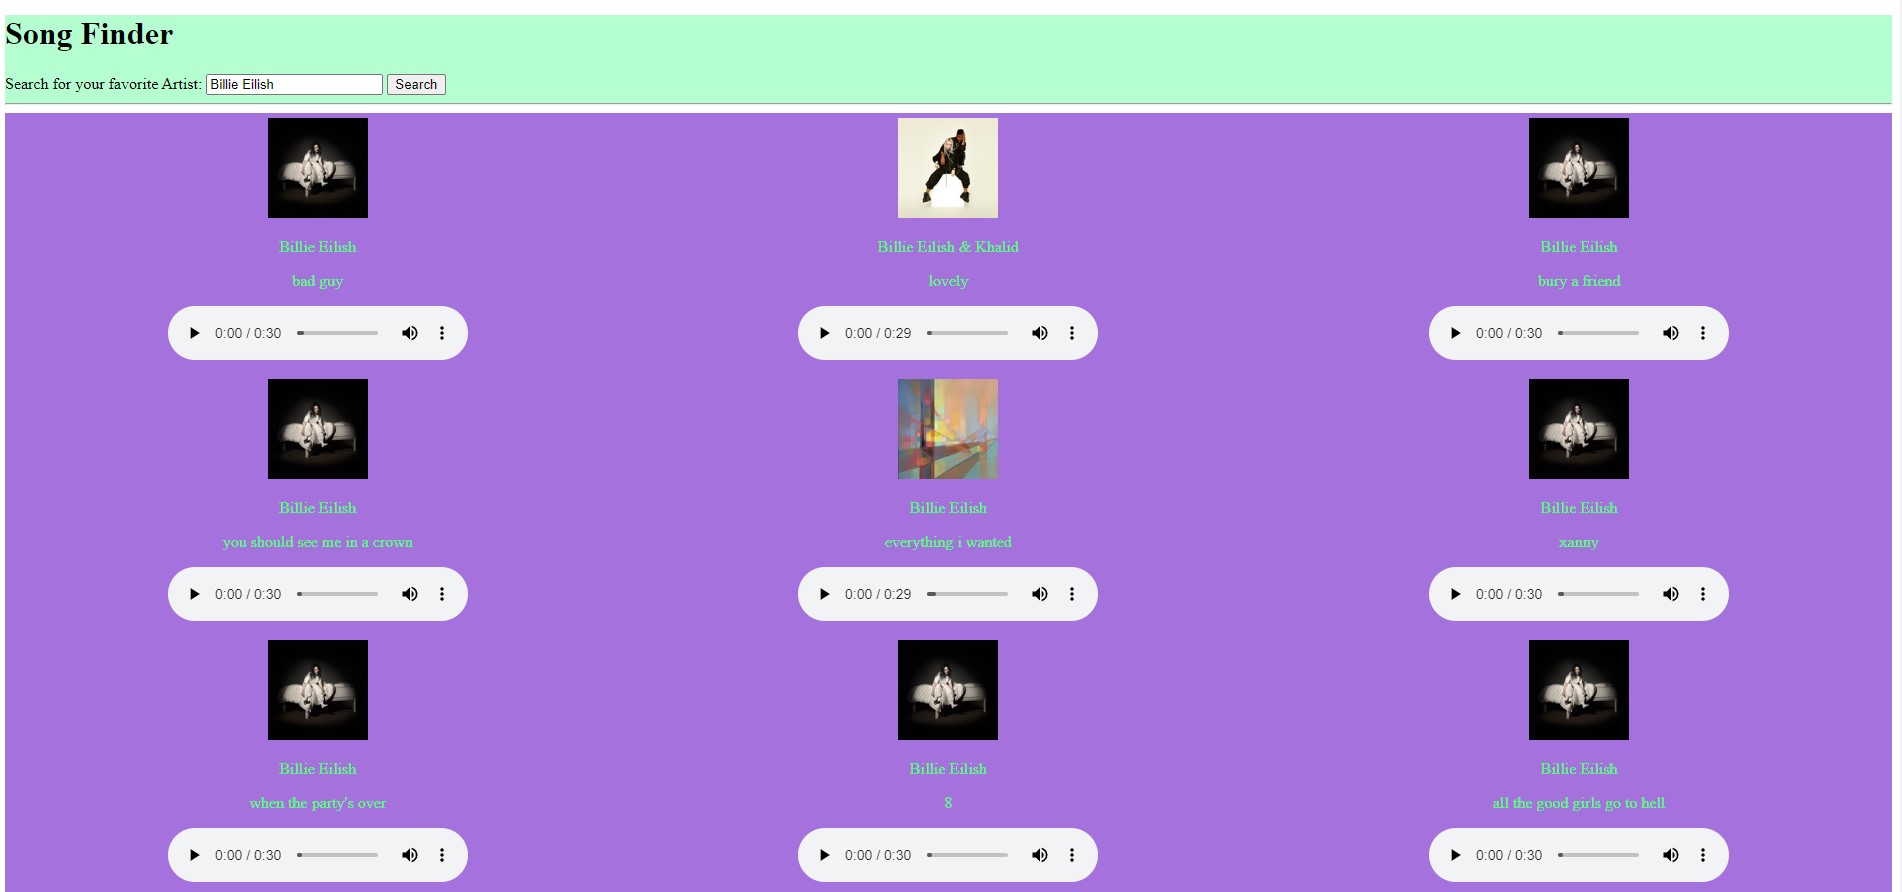 Song Finder
Search for your favorite Artist: Billie Eilish Search
Billie Eilish
bad guy
0:00 / 0:30
Billie Eilish & Khalid
lovely
0:00 / 0:29
Billie Eilish
bury a friend
0:00 / 0:30
Billie Eilish
you should see me in a crown
0:00 / 0:30
Billie Eilish
everything i wanted
0:00 / 0:29
Billie Eilish
xanny
0:00 / 0:30
Billie Eilish
when the party's over
0:00 / 0:30
Billie Eilish
8
0:00 / 0:30
Billie Eilish
all the good girls go to hell
0:00 / 0:30